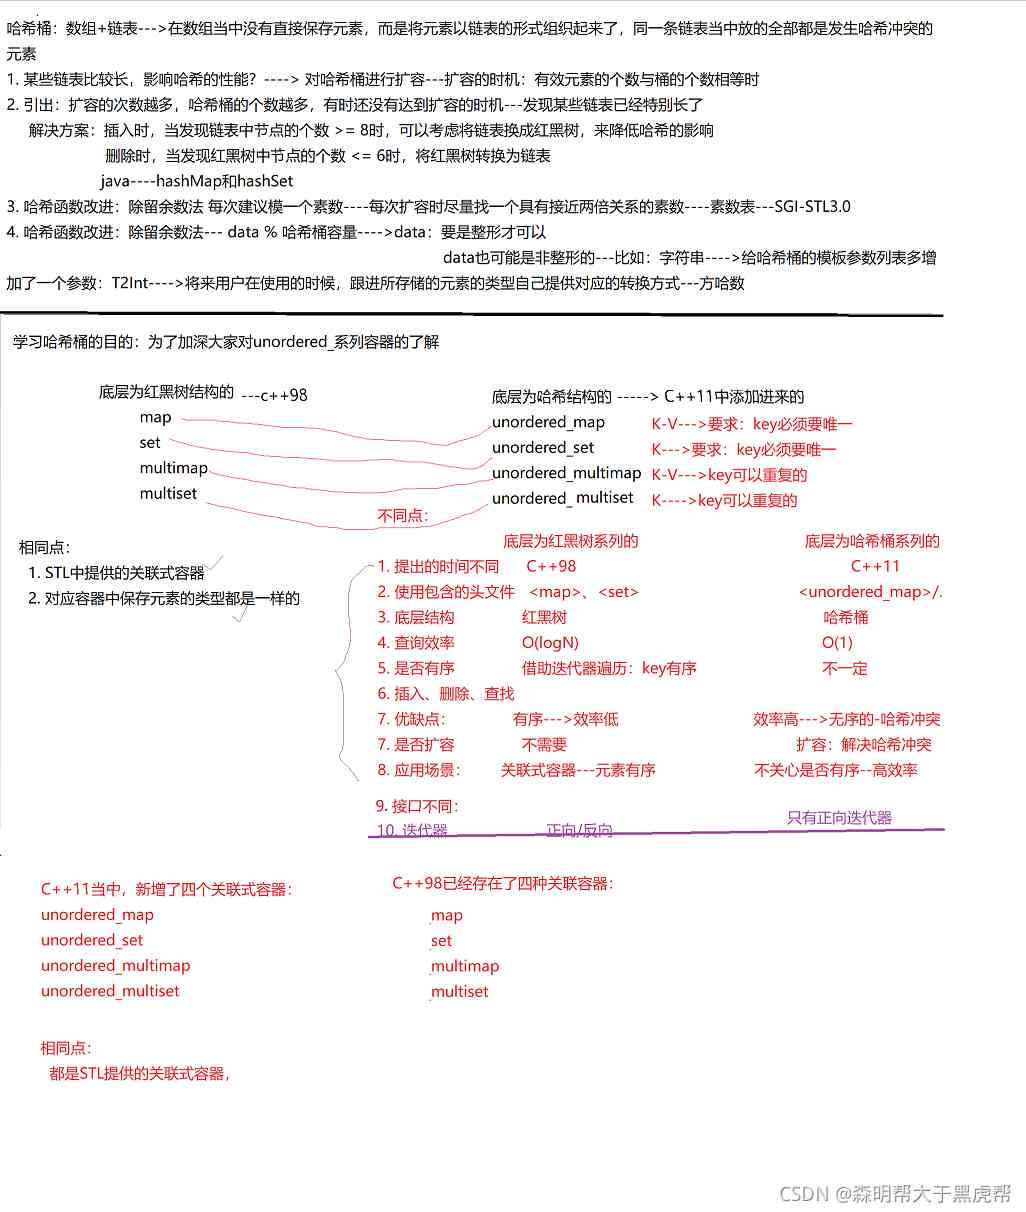 哈希桶：数组+链表--->在数组当中没有直接保存元素，而是将元素以链表的形式组织起来了，同一条链表当中放的全部都是发生哈希冲突的
元素
1. 某些链表比较长，影响哈希的性能？----> 对哈希桶进行扩容---扩容的时机：有效元素的个数与桶的个数相等时
2. 引出：扩容的次数越多，哈希桶的个数越多，有时还没有达到扩容的时机---发现某些链表已经特别长了
解决方案：插入时，当发现链表中节点的个数 >= 8时，可以考虑将链表换成红黑树，来降低哈希的影响
删除时，当发现红黑树中节点的个数 <= 6时，将红黑树转换为链表
java----hashMap和hashSet
3. 哈希函数改进：除留余数法 每次建议模一个素数----每次扩容时尽量找一个具有接近两倍关系的素数----素数表---SGI-STL3.0
4. 哈希函数改进：除留余数法--- data % 哈希桶容量---->data：要是整形才可以
data也可能是非整形的---比如：字符串---->给哈希桶的模板参数列表多增
加了一个参数：T2Int---->将来用户在使用的时候，跟进所存储的元素的类型自己提供对应的转换方式---方哈数
学习哈希桶的目的：为了加深大家对unordered_系列容器的了解
底层为红黑树结构的 ---c++98
底层为哈希结构的 -----> C++11中添加进来的
map
unordered_map K-V--->要求：key必须要唯一
set
unordered_set K--->要求：key必须要唯一
multimap
unordered_multimap K-V--->key可以重复的
multiset
unordered_multiset K---->key可以重复的
不同点：
相同点：
1. STL中提供的关联式容器
2. 对应容器中保存元素的类型都是一样的
底层为红黑树系列的 底层为哈希桶系列的
1. 提出的时间不同 C++98 C++11
2. 使用包含的头文件 <map>、<set> <unordered_map>/.
3. 底层结构 红黑树 哈希桶
4. 查询效率 O(logN) O(1)
5. 是否有序 借助迭代器遍历：key有序 不一定
6. 插入、删除、查找
7. 优缺点： 有序--->效率低 效率高--->无序的-哈希冲突
7. 是否扩容 不需要 扩容：解决哈希冲突
8. 应用场景： 关联式容器---元素有序 不关心是否有序--高效率
9. 接口不同：
10. 迭代器 正向/反向 只有正向迭代器
C++11当中，新增了四个关联式容器：
unordered_map
unordered_set
unordered_multimap
unordered_multiset
C++98已经存在了四种关联容器：
map
set
multimap
multiset
相同点：
都是STL提供的关联式容器，
CSDN @森明帮大于黑虎帮